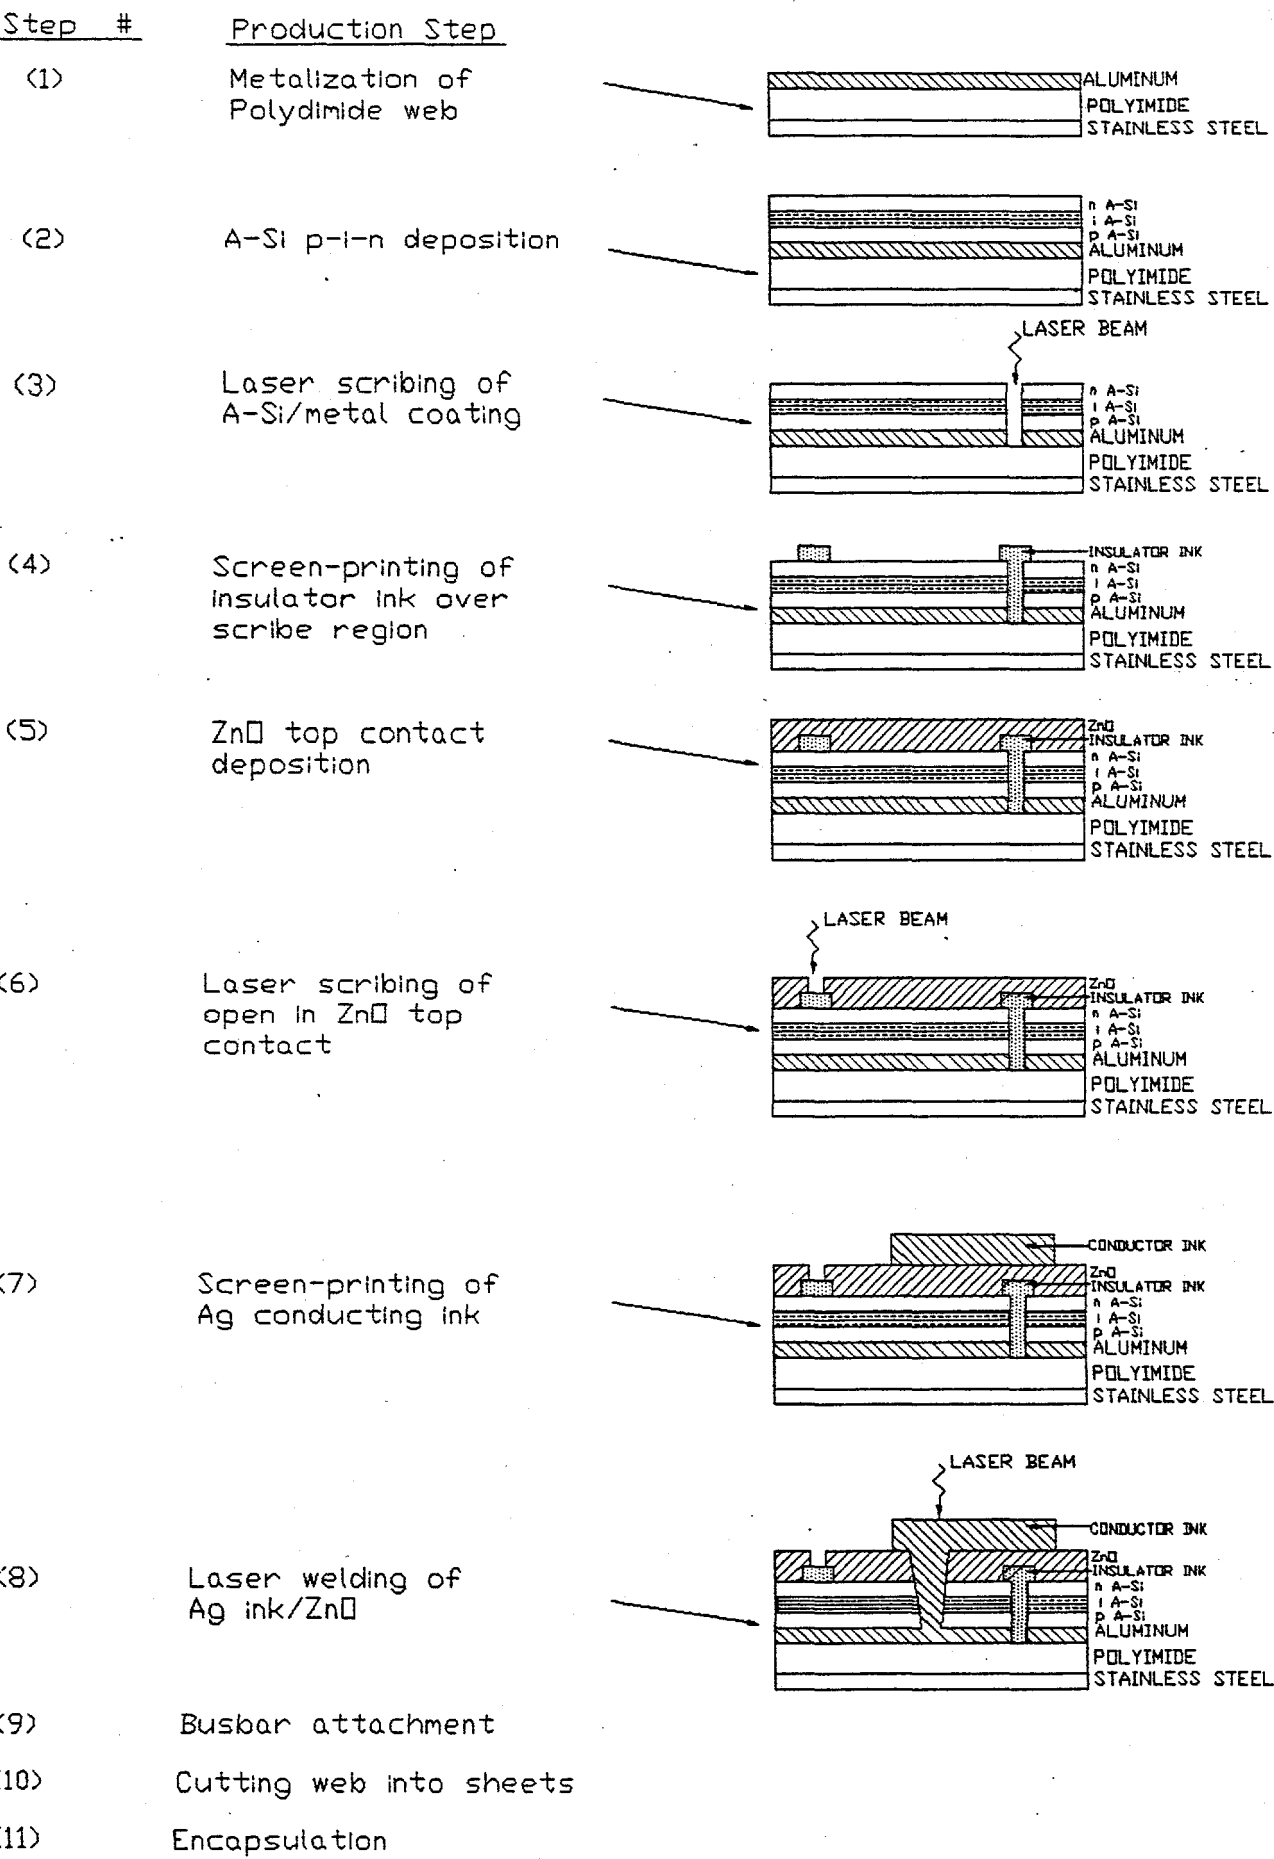 Step # Production Step
(1) Metalization of
Polydimide web
ALUMINUM
POLYIMIDE
STAINLESS STEEL
(2) A-Si p-i-n deposition
n A-Si
i A-Si
p A-Si
ALUMINUM
POLYIMIDE
STAINLESS STEEL
LASER BEAM
(3) Laser scribing of
A-Si/metal coating
n A-Si
i A-Si
p A-Si
ALUMINUM
POLYIMIDE
STAINLESS STEEL
(4) Screen-printing of
insulator ink over
scribe region
INSULATOR INK
n A-Si
i A-Si
p A-Si
ALUMINUM
POLYIMIDE
STAINLESS STEEL
(5) ZnO top contact
deposition
ZnO
INSULATOR INK
n A-Si
i A-Si
p A-Si
ALUMINUM
POLYIMIDE
STAINLESS STEEL
LASER BEAM
(6) Laser scribing of
open in ZnO top
contact
ZnO
INSULATOR INK
n A-Si
i A-Si
p A-Si
ALUMINUM
POLYIMIDE
STAINLESS STEEL
(7) Screen-printing of
Ag conducting ink
CONDUCTOR INK
ZnO
INSULATOR INK
n A-Si
i A-Si
p A-Si
ALUMINUM
POLYIMIDE
STAINLESS STEEL
LASER BEAM
(8) Laser welding of
Ag ink/ZnO
CONDUCTOR INK
ZnO
INSULATOR INK
n A-Si
i A-Si
p A-Si
ALUMINUM
POLYIMIDE
STAINLESS STEEL
(9) Busbar attachment
(10) Cutting web into sheets
(11) Encapsulation